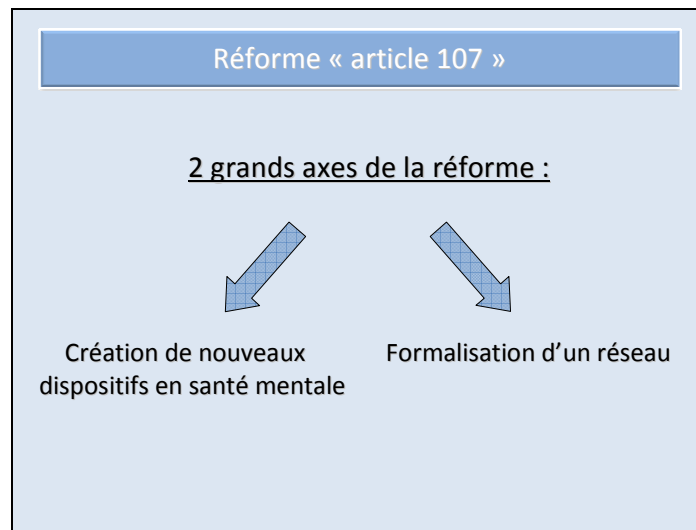 Réforme « article 107 »
2 grands axes de la réforme :
Création de nouveaux
dispositifs en santé mentale
Formalisation d’un réseau